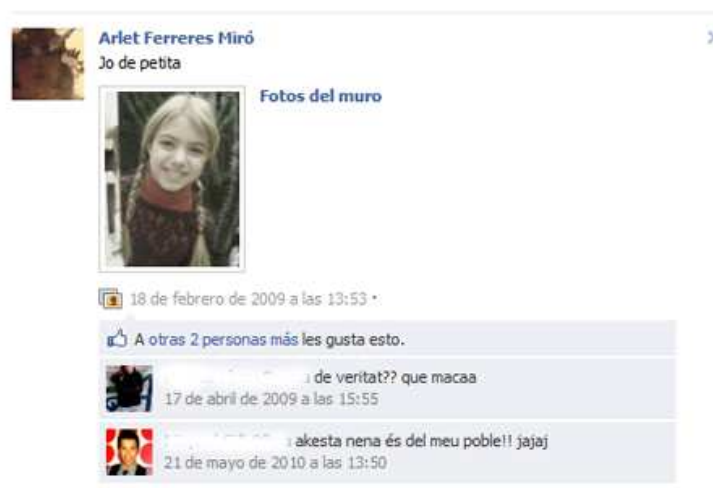 Arlet Ferreres Miró
Jo de petita
Fotos del muro
18 de febrero de 2009 a las 13:53 ·
A otras 2 personas más les gusta esto.
de veritat?? que macaa
17 de abril de 2009 a las 15:55
akesta nena és del meu poble!! jajaj
21 de mayo de 2010 a las 13:50